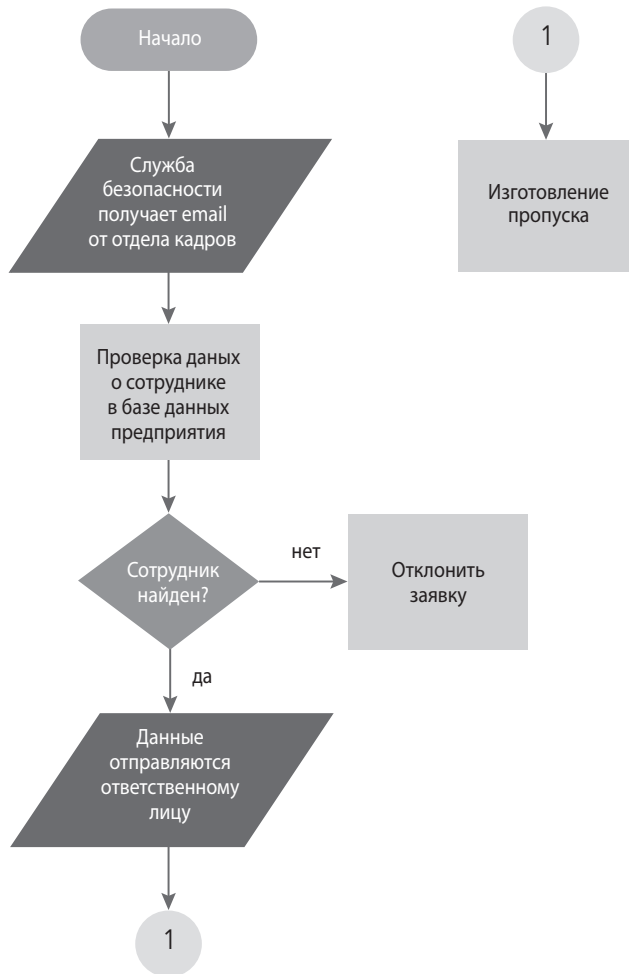 Начало
Служба
безопасности
получает email
от отдела кадров
Проверка даных
о сотруднике
в базе данных
предприятия
Сотрудник
найден?
нет
Отклонить
заявку
да
Данные
отправляются
ответственному
лицу
1
1
Изготовление
пропуска